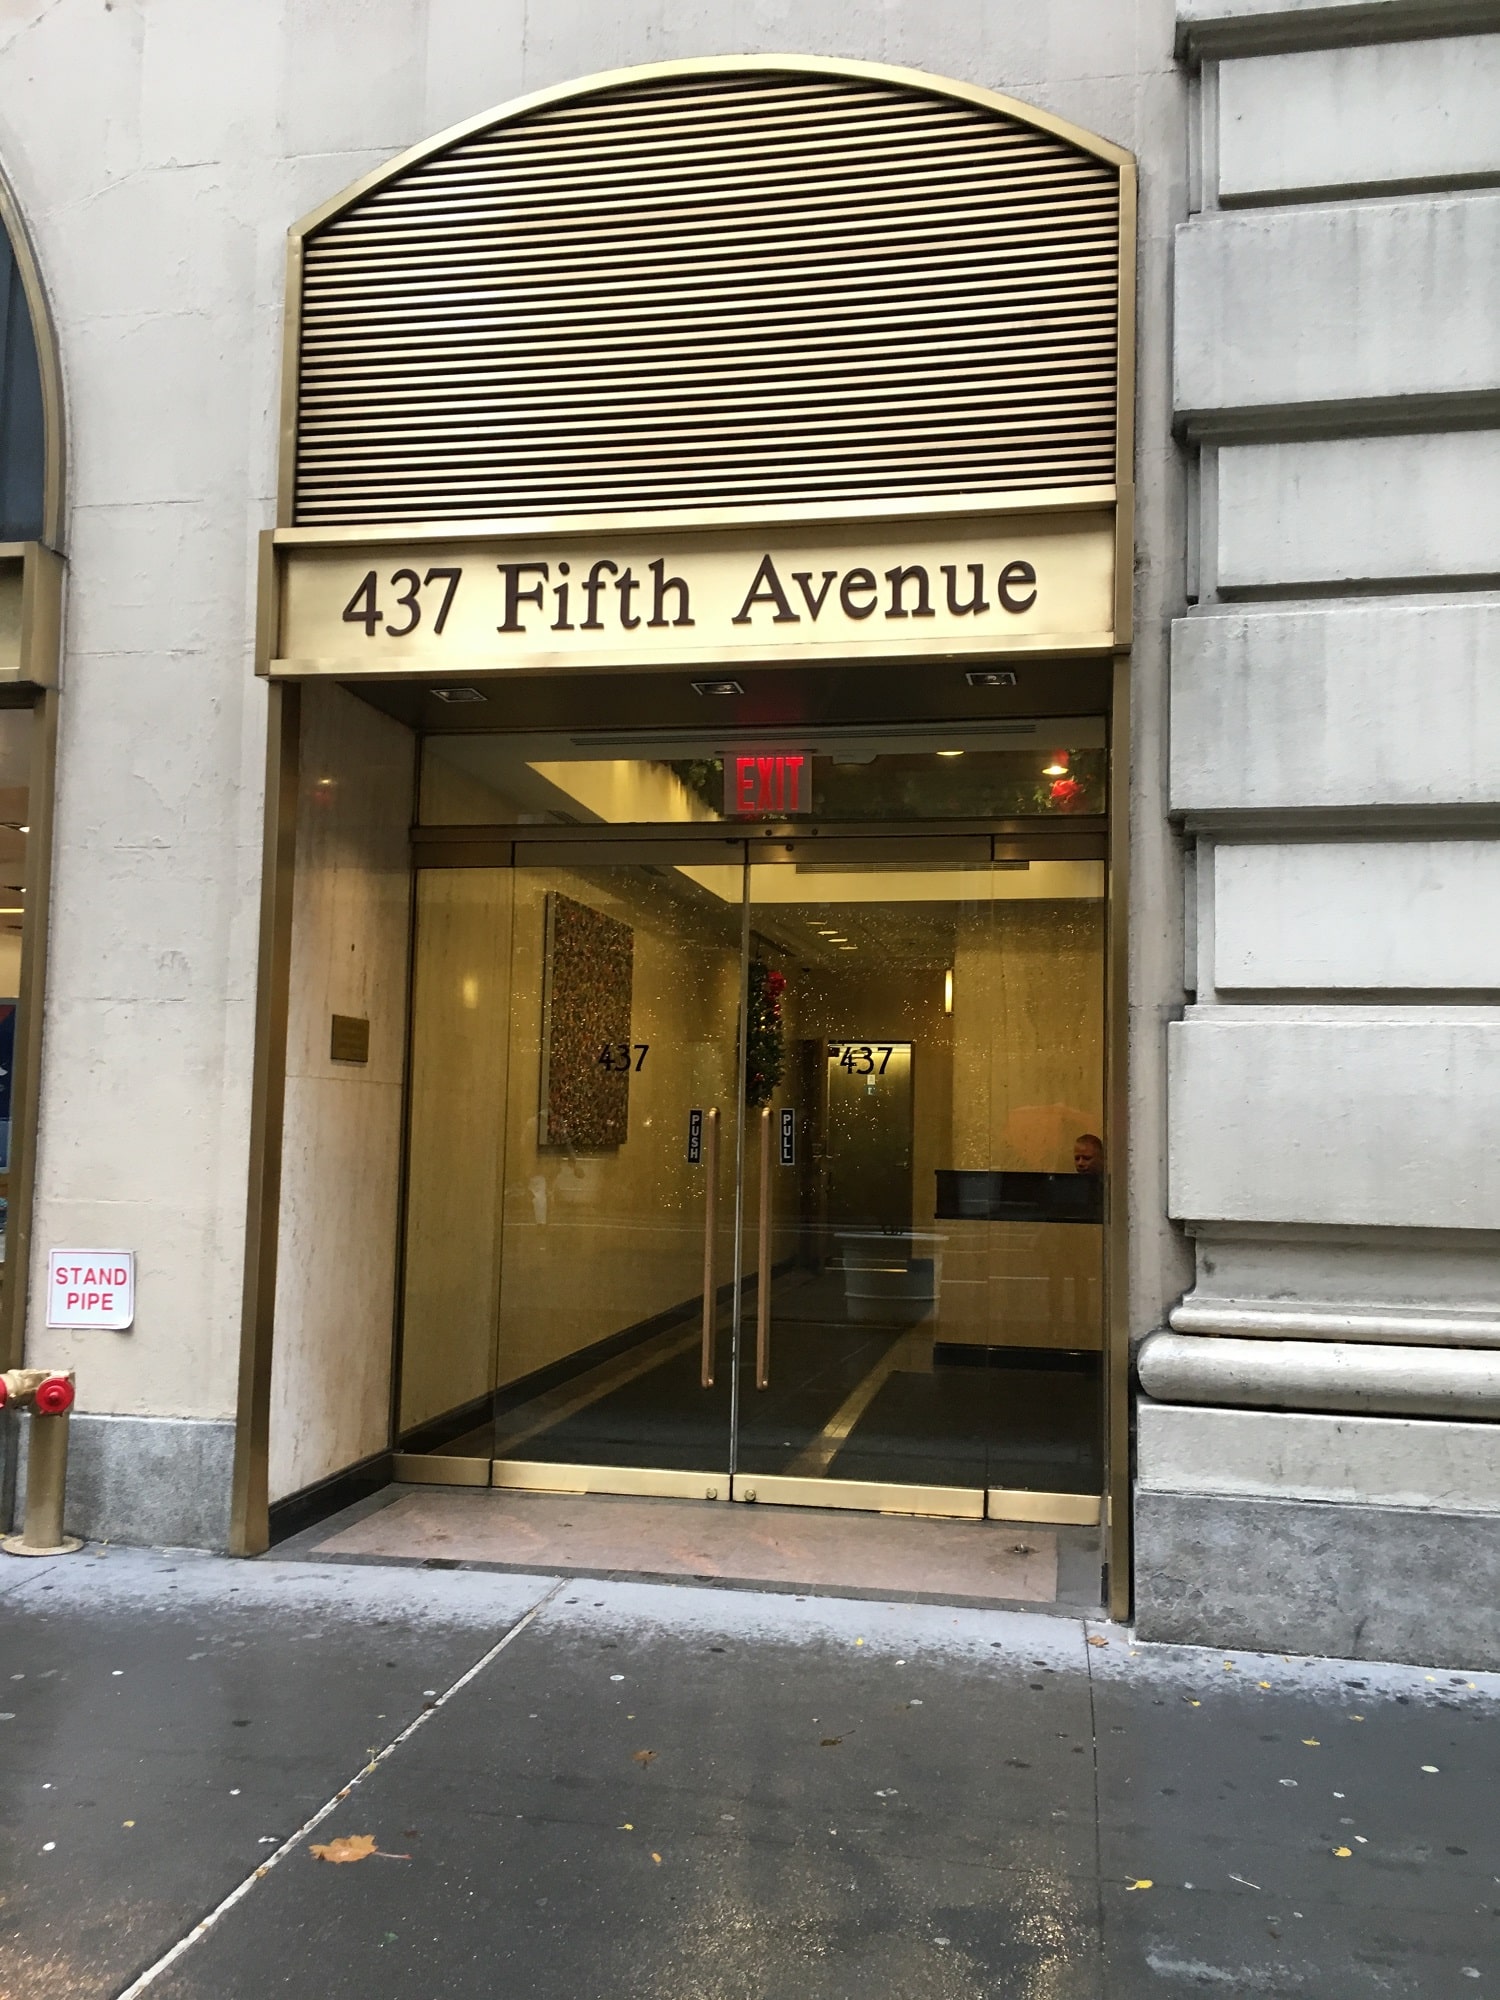 437 Fifth Avenue
EXIT
437
437
PUSH
PULL
STAND
PIPE